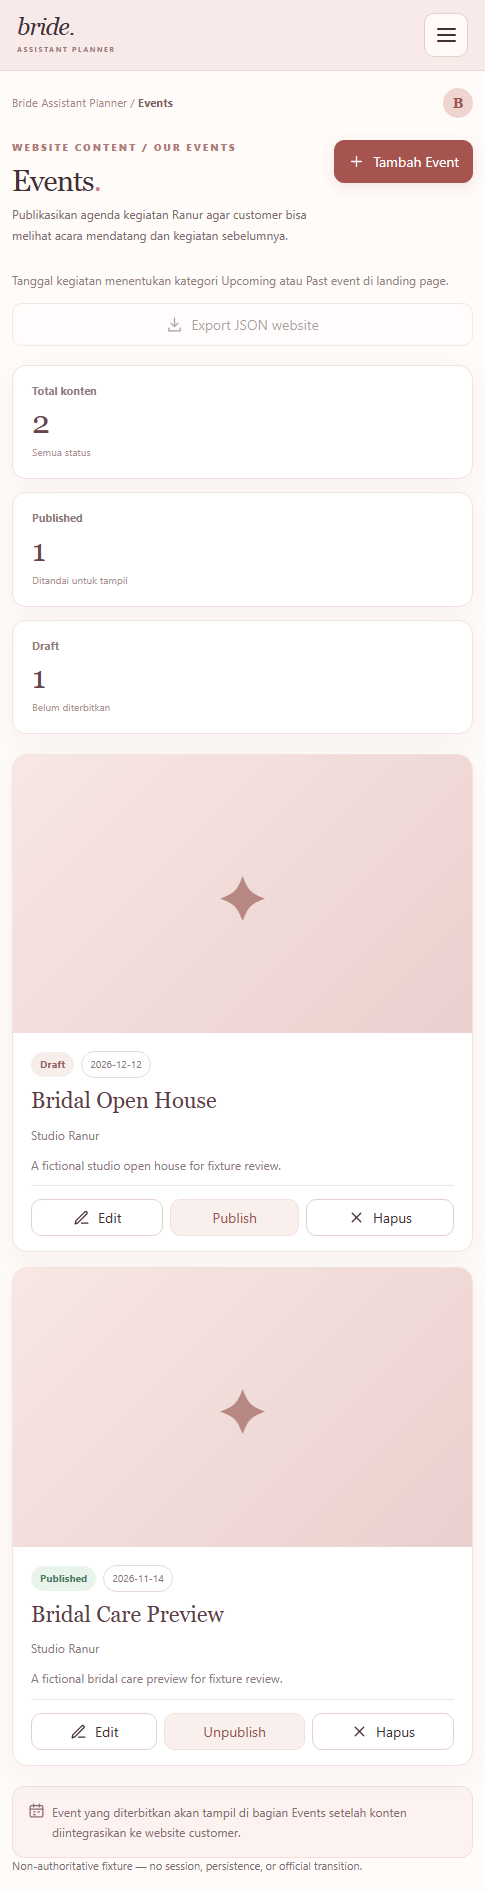 bride.
ASSISTANT PLANNER
Bride Assistant Planner / Events
B
WEBSITE CONTENT / OUR EVENTS
Tambah Event
Events.
Publikasikan agenda kegiatan Ranur agar customer bisa
melihat acara mendatang dan kegiatan sebelumnya.
Tanggal kegiatan menentukan kategori Upcoming atau Past event di landing page.
Export JSON website
Total konten
2
Semua status
Published
1
Ditandai untuk tampil
Draft
1
Belum diterbitkan
Draft
2026-12-12
Bridal Open House
Studio Ranur
A fictional studio open house for fixture review.
Edit
Publish
Hapus
Published
2026-11-14
Bridal Care Preview
Studio Ranur
A fictional bridal care preview for fixture review.
Edit
Unpublish
Hapus
Event yang diterbitkan akan tampil di bagian Events setelah konten
diintegrasikan ke website customer.
Non-authoritative fixture — no session, persistence, or official transition.